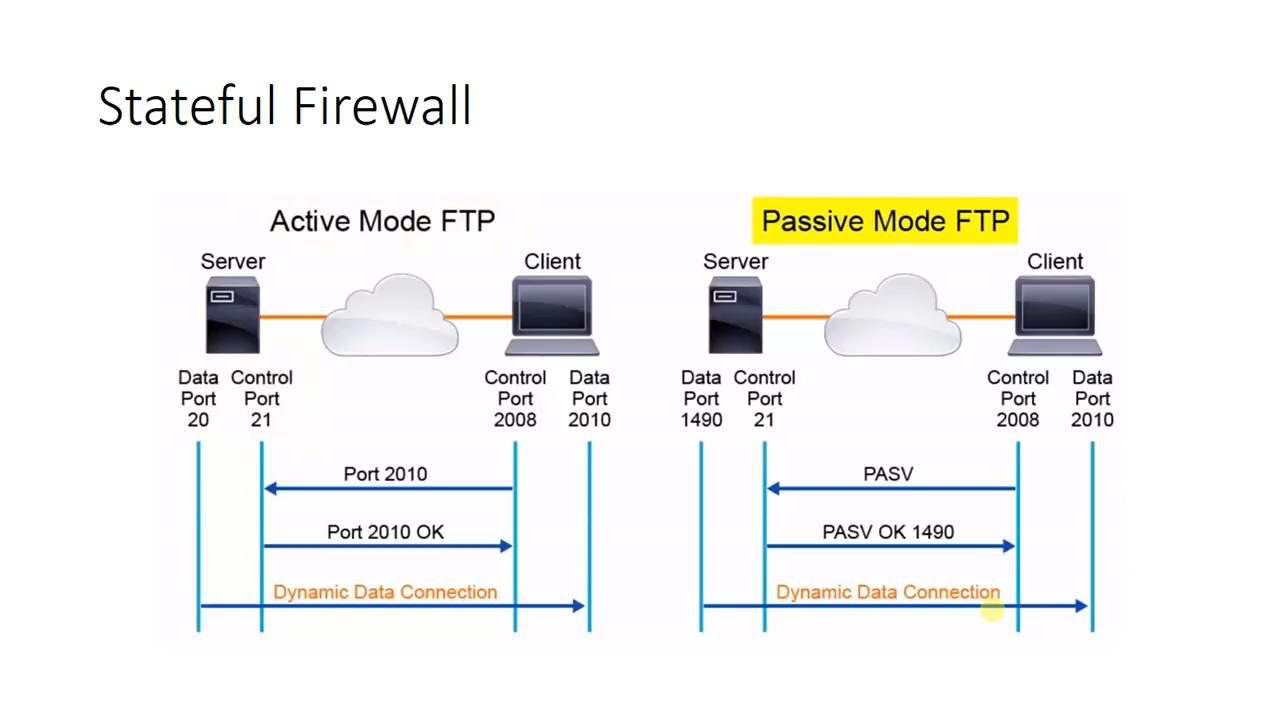 Stateful Firewall
Active Mode FTP
Server
Client
Data Port 20
Control Port 21
Control Port 2008
Data Port 2010
Port 2010
Port 2010 OK
Dynamic Data Connection
Passive Mode FTP
Server
Client
Data Port 1490
Control Port 21
Control Port 2008
Data Port 2010
PASV
PASV OK 1490
Dynamic Data Connection